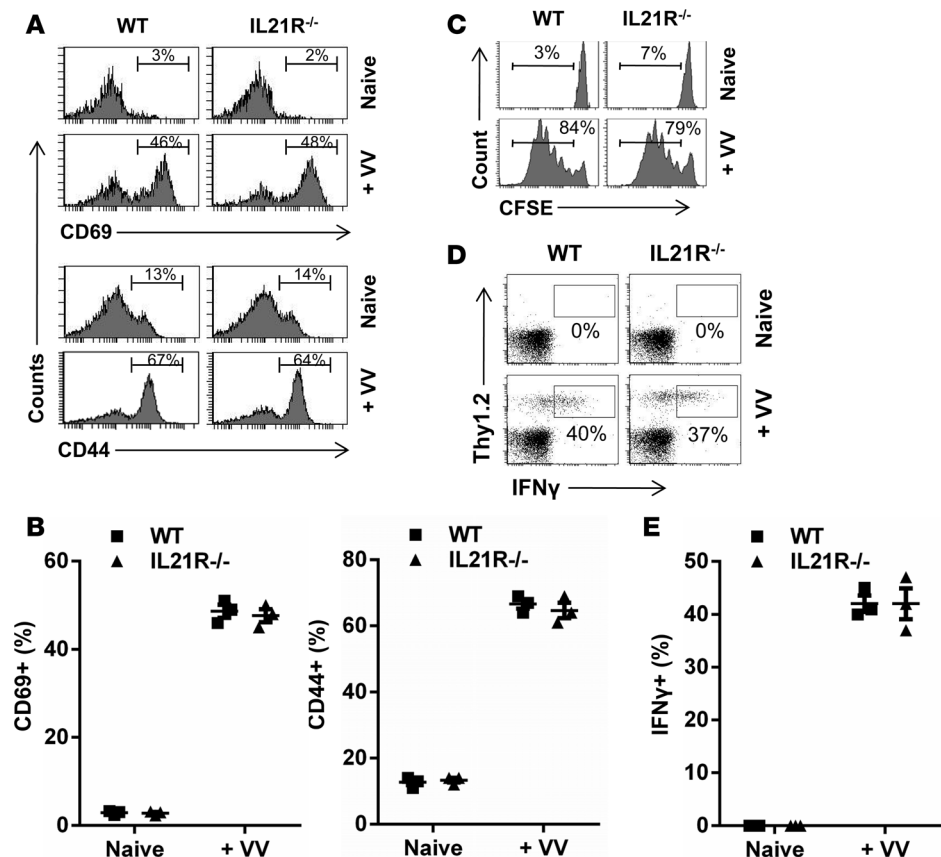 A
WT IL21R-/-
3% 2%
Naive
46% 48%
+ VV
CD69
13% 14%
Naive
67% 64%
+ VV
Counts
CD44
C
WT IL21R-/-
3% 7%
Naive
84% 79%
+ VV
Count
CFSE
D
WT IL21R-/-
0% 0%
Naive
40% 37%
+ VV
Thy1.2
IFNγ
B
WT
IL21R-/-
CD69+ (%)
60
40
20
0
Naive + VV
WT
IL21R-/-
CD44+ (%)
80
60
40
20
0
Naive + VV
E
WT
IL21R-/-
IFNγ+ (%)
50
40
30
20
10
0
Naive + VV